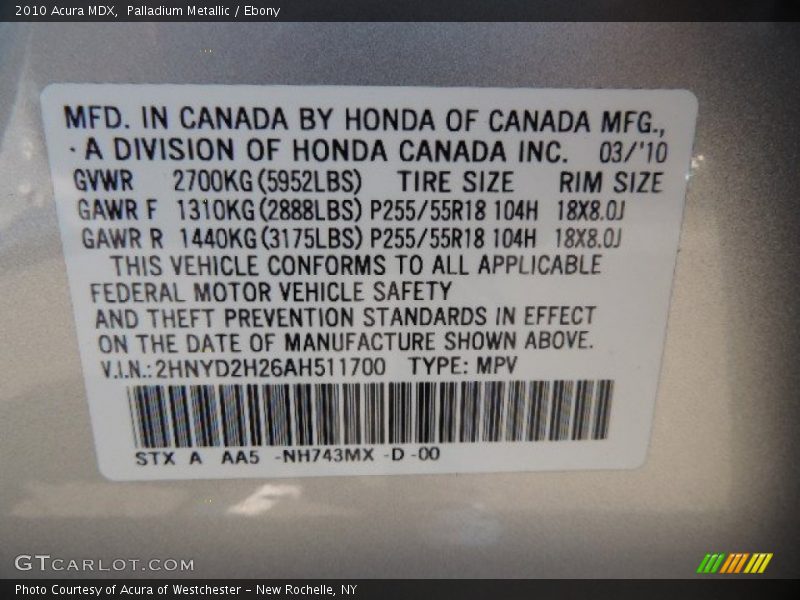 2010 Acura MDX, Palladium Metallic / Ebony
MFD. IN CANADA BY HONDA OF CANADA MFG.,
A DIVISION OF HONDA CANADA INC. 03/'10
GVWR 2700KG (5952LBS) TIRE SIZE RIM SIZE
GAWR F 1310KG (2888LBS) P255/55R18 104H 18X8.0J
GAWR R 1440KG (3175LBS) P255/55R18 104H 18X8.0J
THIS VEHICLE CONFORMS TO ALL APPLICABLE
FEDERAL MOTOR VEHICLE SAFETY
AND THEFT PREVENTION STANDARDS IN EFFECT
ON THE DATE OF MANUFACTURE SHOWN ABOVE.
V.I.N.: 2HNYD2H26AH511700 TYPE: MPV
STX A AA5 -NH743MX -D -00
GTCARLOT.COM
Photo Courtesy of Acura of Westchester – New Rochelle, NY